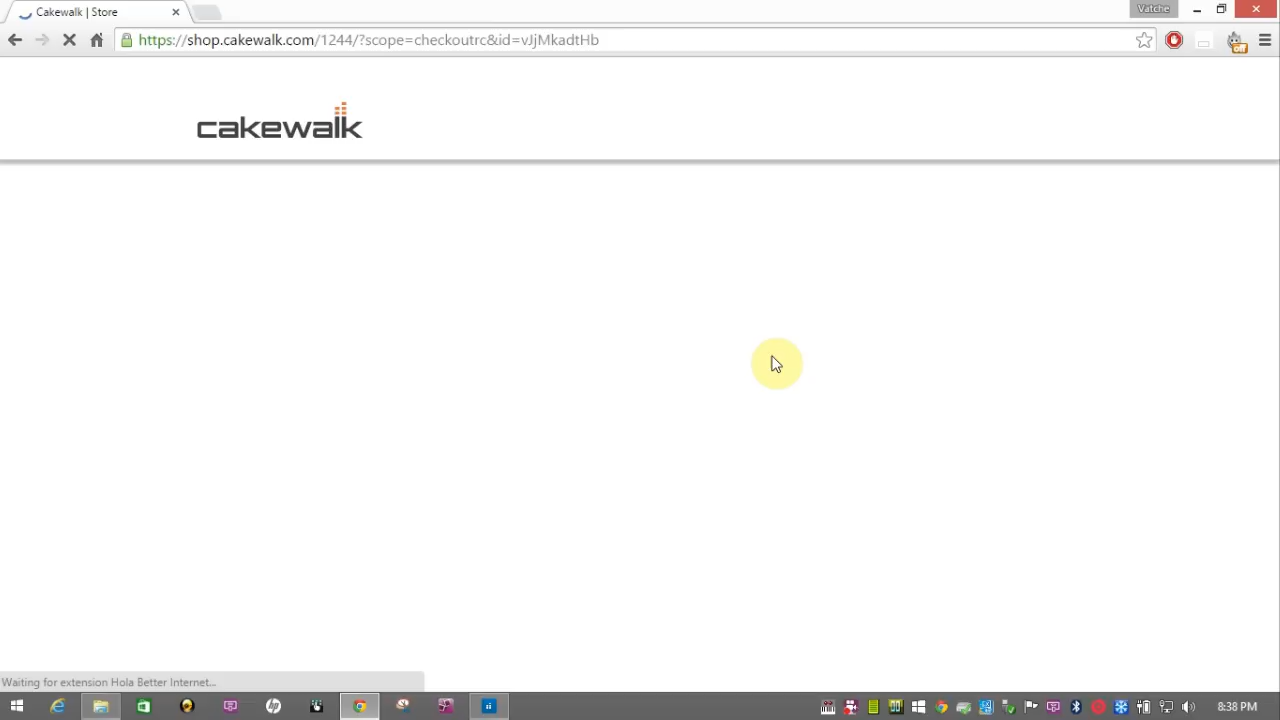 Cakewalk | Store
Vatche
https://shop.cakewalk.com/1244/?scope=checkoutrc&id=vJjMkadtHb
off
cakewalk
Waiting for extension Hola Better Internet...
8:38 PM